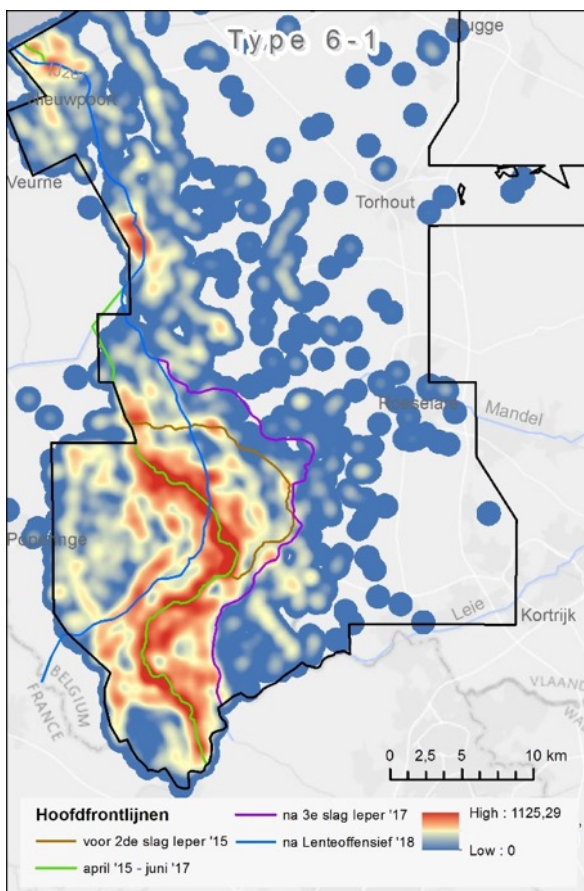 Type 6-1
Brugge
Nieuwpoort
Veurne
Torhout
Roeselare
Mandel
Poperinge
Leie
Kortrijk
BELGIUM
FRANCE
VLAAND
WA
0 2,5 5 10 km
Hoofdfrontlijnen
voor 2de slag Ieper '15
april '15 - juni '17
na 3e slag Ieper '17
na Lenteoffensief '18
High : 1125,29
Low : 0